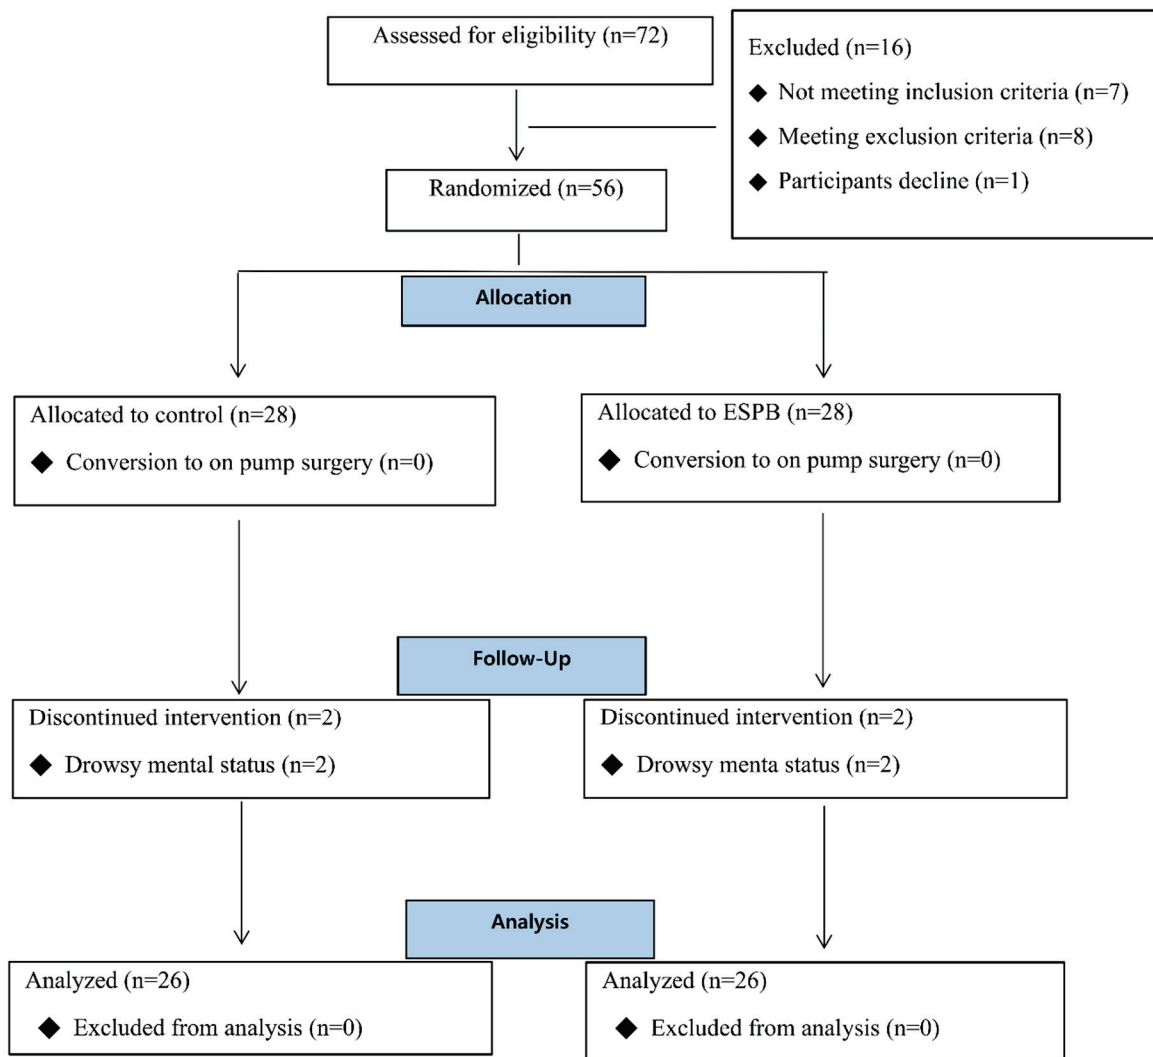 Assessed for eligibility (n=72)
Excluded (n=16)
◆ Not meeting inclusion criteria (n=7)
◆ Meeting exclusion criteria (n=8)
◆ Participants decline (n=1)
Randomized (n=56)
Allocation
Allocated to control (n=28)
◆ Conversion to on pump surgery (n=0)
Allocated to ESPB (n=28)
◆ Conversion to on pump surgery (n=0)
Follow-Up
Discontinued intervention (n=2)
◆ Drowsy mental status (n=2)
Discontinued intervention (n=2)
◆ Drowsy menta status (n=2)
Analysis
Analyzed (n=26)
◆ Excluded from analysis (n=0)
Analyzed (n=26)
◆ Excluded from analysis (n=0)